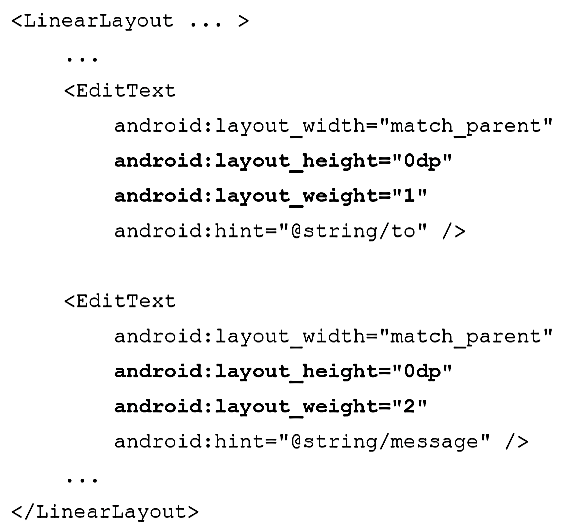 <LinearLayout ... >
    ...
    <EditText
        android:layout_width="match_parent"
        android:layout_height="0dp"
        android:layout_weight="1"
        android:hint="@string/to" />

    <EditText
        android:layout_width="match_parent"
        android:layout_height="0dp"
        android:layout_weight="2"
        android:hint="@string/message" />
    ...
</LinearLayout>